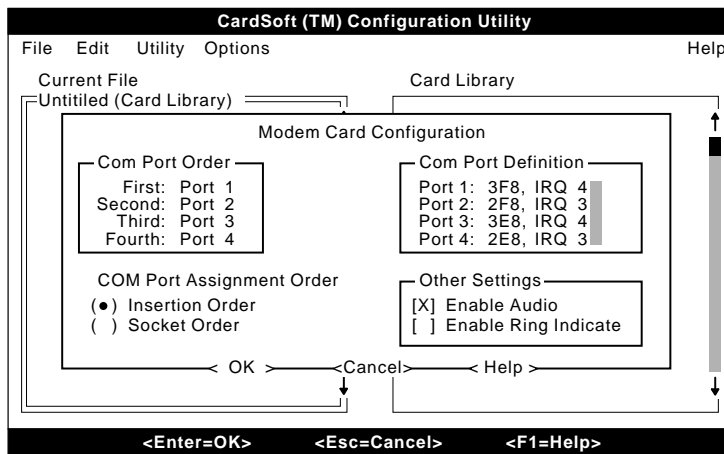 CardSoft (TM) Configuration Utility
File Edit Utility Options Help
Current File Card Library
Untitiled (Card Library)
Modem Card Configuration
Com Port Order
First: Port 1
Second: Port 2
Third: Port 3
Fourth: Port 4
Com Port Definition
Port 1: 3F8, IRQ 4
Port 2: 2F8, IRQ 3
Port 3: 3E8, IRQ 4
Port 4: 2E8, IRQ 3
COM Port Assignment Order
(●) Insertion Order
( ) Socket Order
Other Settings
[X] Enable Audio
[ ] Enable Ring Indicate
< OK > <Cancel> < Help >
<Enter=OK> <Esc=Cancel> <F1=Help>